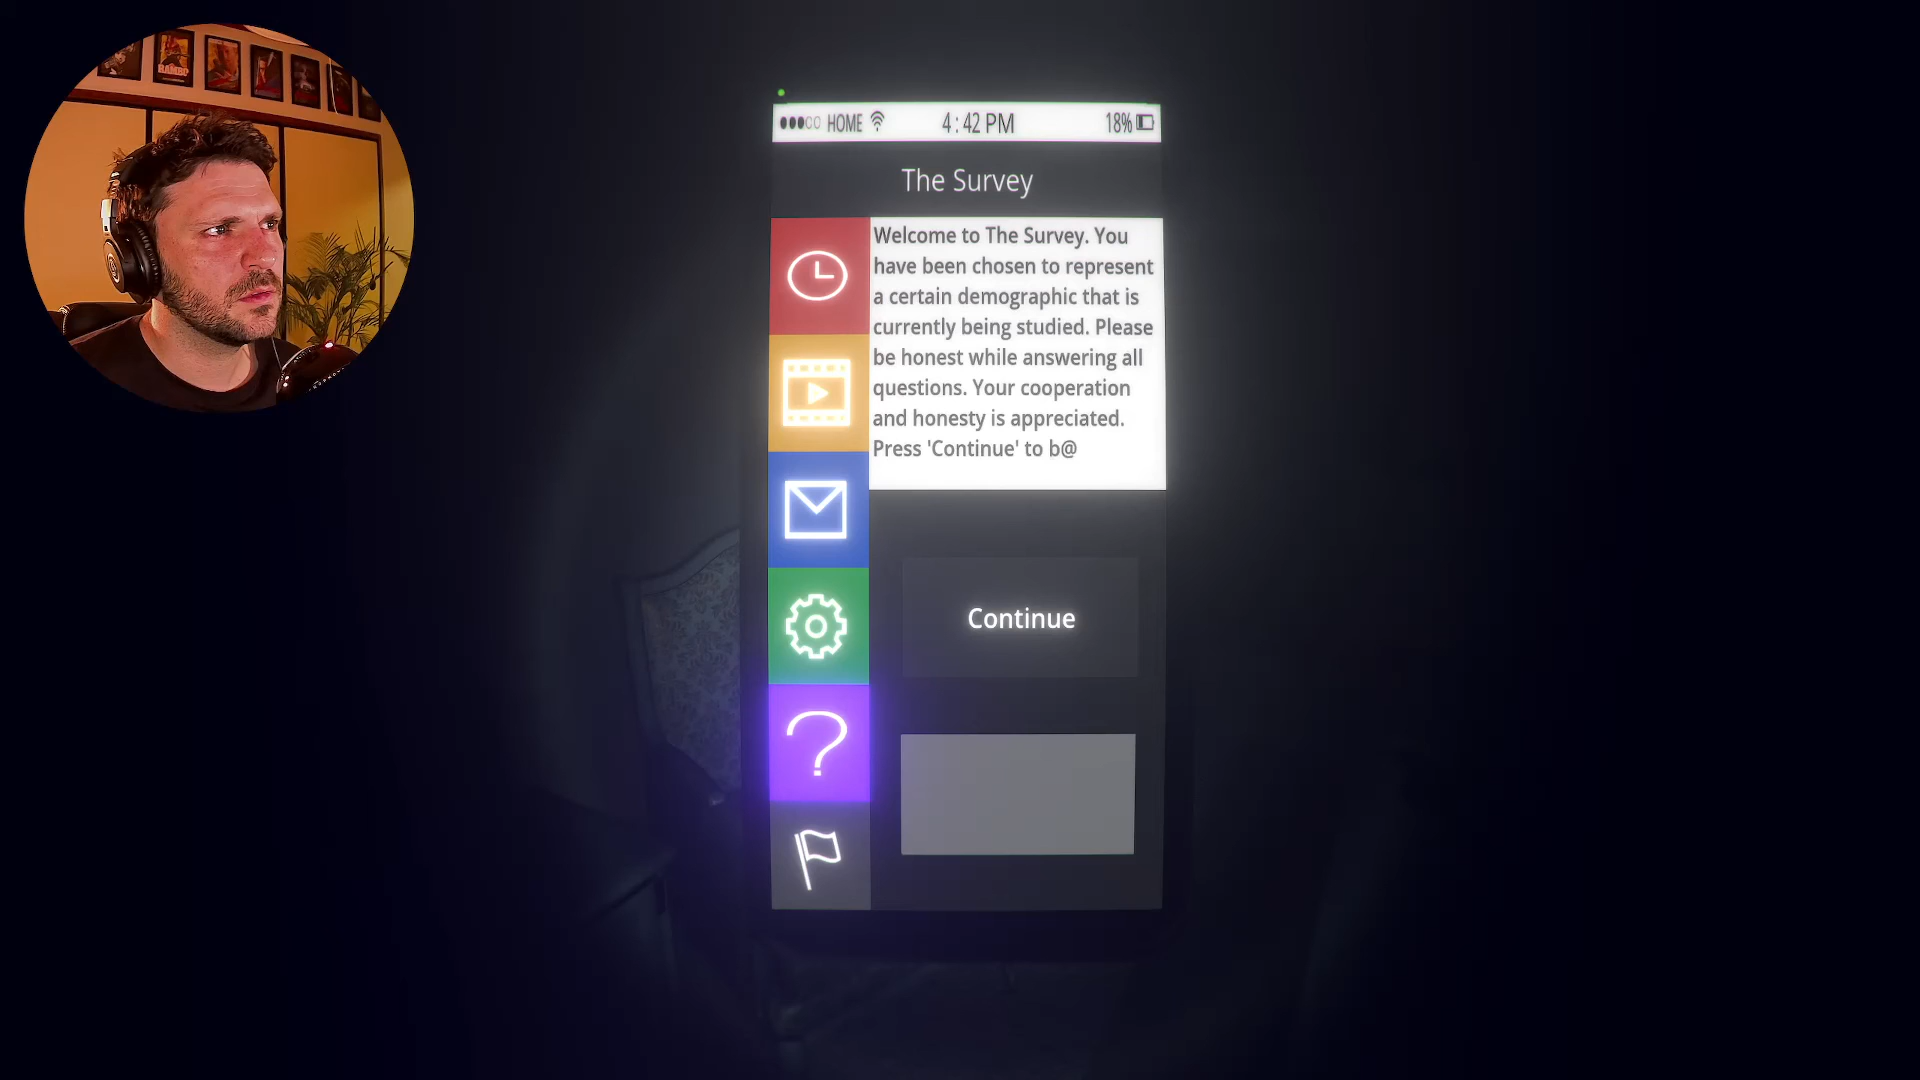 RAMBO
HOME 4:42 PM 18%
The Survey
Welcome to The Survey. You
have been chosen to represent
a certain demographic that is
currently being studied. Please
be honest while answering all
questions. Your cooperation
and honesty is appreciated.
Press 'Continue' to b@
Continue